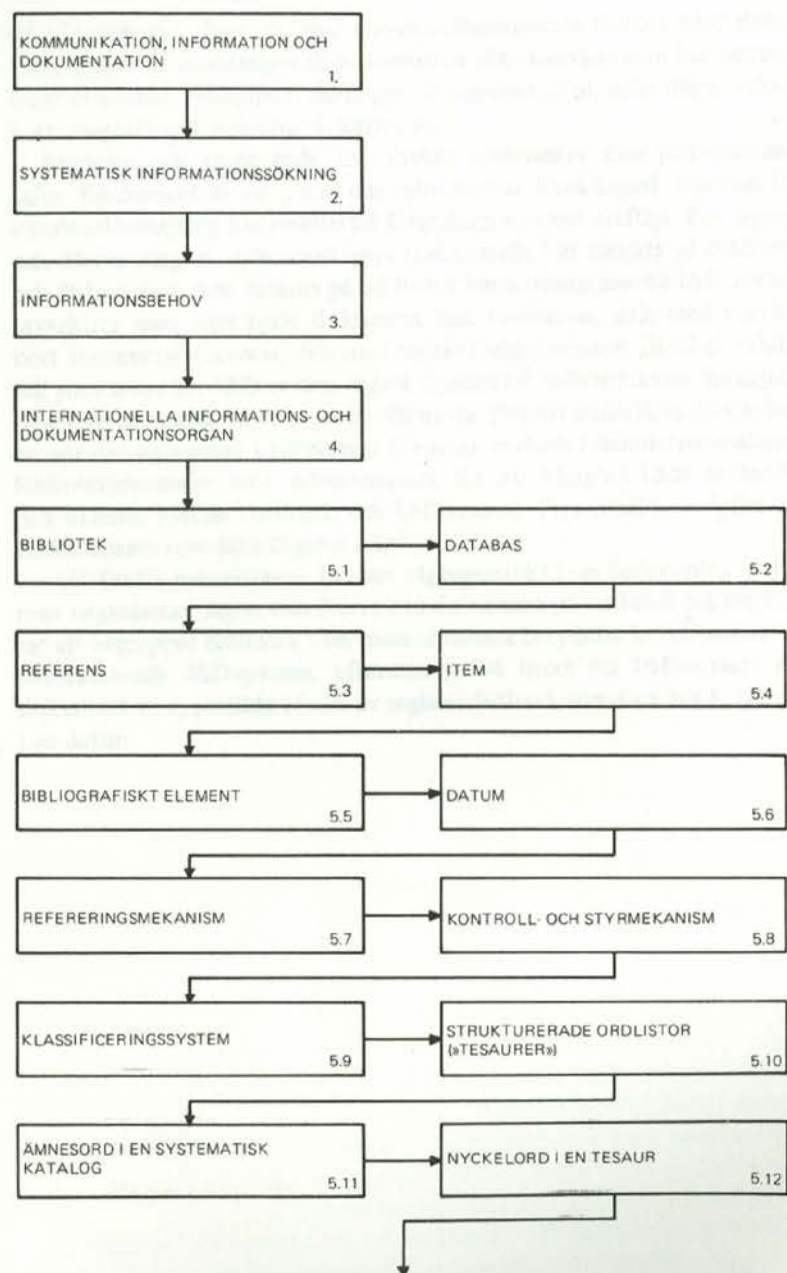 KOMMUNIKATION, INFORMATION OCH
DOKUMENTATION
1.
SYSTEMATISK INFORMATIONSSÖKNING
2.
INFORMATIONSBEHOV
3.
INTERNATIONELLA INFORMATIONS- OCH
DOKUMENTATIONSORGAN
4.
BIBLIOTEK
5.1
DATABAS
5.2
REFERENS
5.3
ITEM
5.4
BIBLIOGRAFISKT ELEMENT
5.5
DATUM
5.6
REFERERINGSMEKANISM
5.7
KONTROLL- OCH STYRMEKANISM
5.8
KLASSIFICERINGSSYSTEM
5.9
STRUKTURERADE ORDLISTOR
(»TESAURER»)
5.10
ÄMNESORD I EN SYSTEMATISK
KATALOG
5.11
NYCKELORD I EN TESAUR
5.12